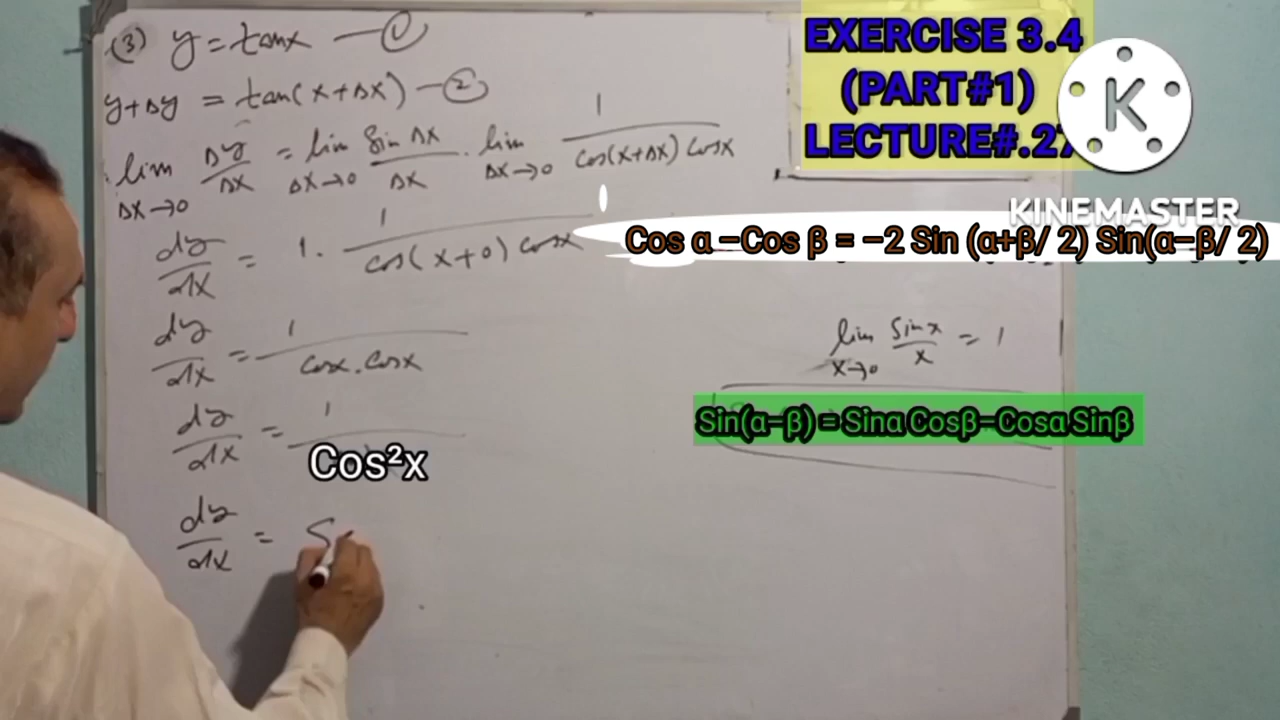 (3) y = tanx — ①
y+Δy = tan(x+Δx) — ②
lim Δx→0 Δy/Δx = lim Δx→0 Sin Δx/Δx . lim Δx→0 1/cos(x+Δx) Cosx
dy/dx = 1 . 1/cos(x+0) Cosx
dy/dx = 1/Cosx . Cosx
dy/dx = 1/Cos²x
dy/dx = S
EXERCISE 3.4
(PART#1)
LECTURE#.27
K
KINEMASTER
Cos α –Cos β = –2 Sin (α+β/ 2) Sin(α–β/ 2)
lim x→0 Sinx/x = 1
Sin(α–β) = Sinα Cosβ–Cosα Sinβ